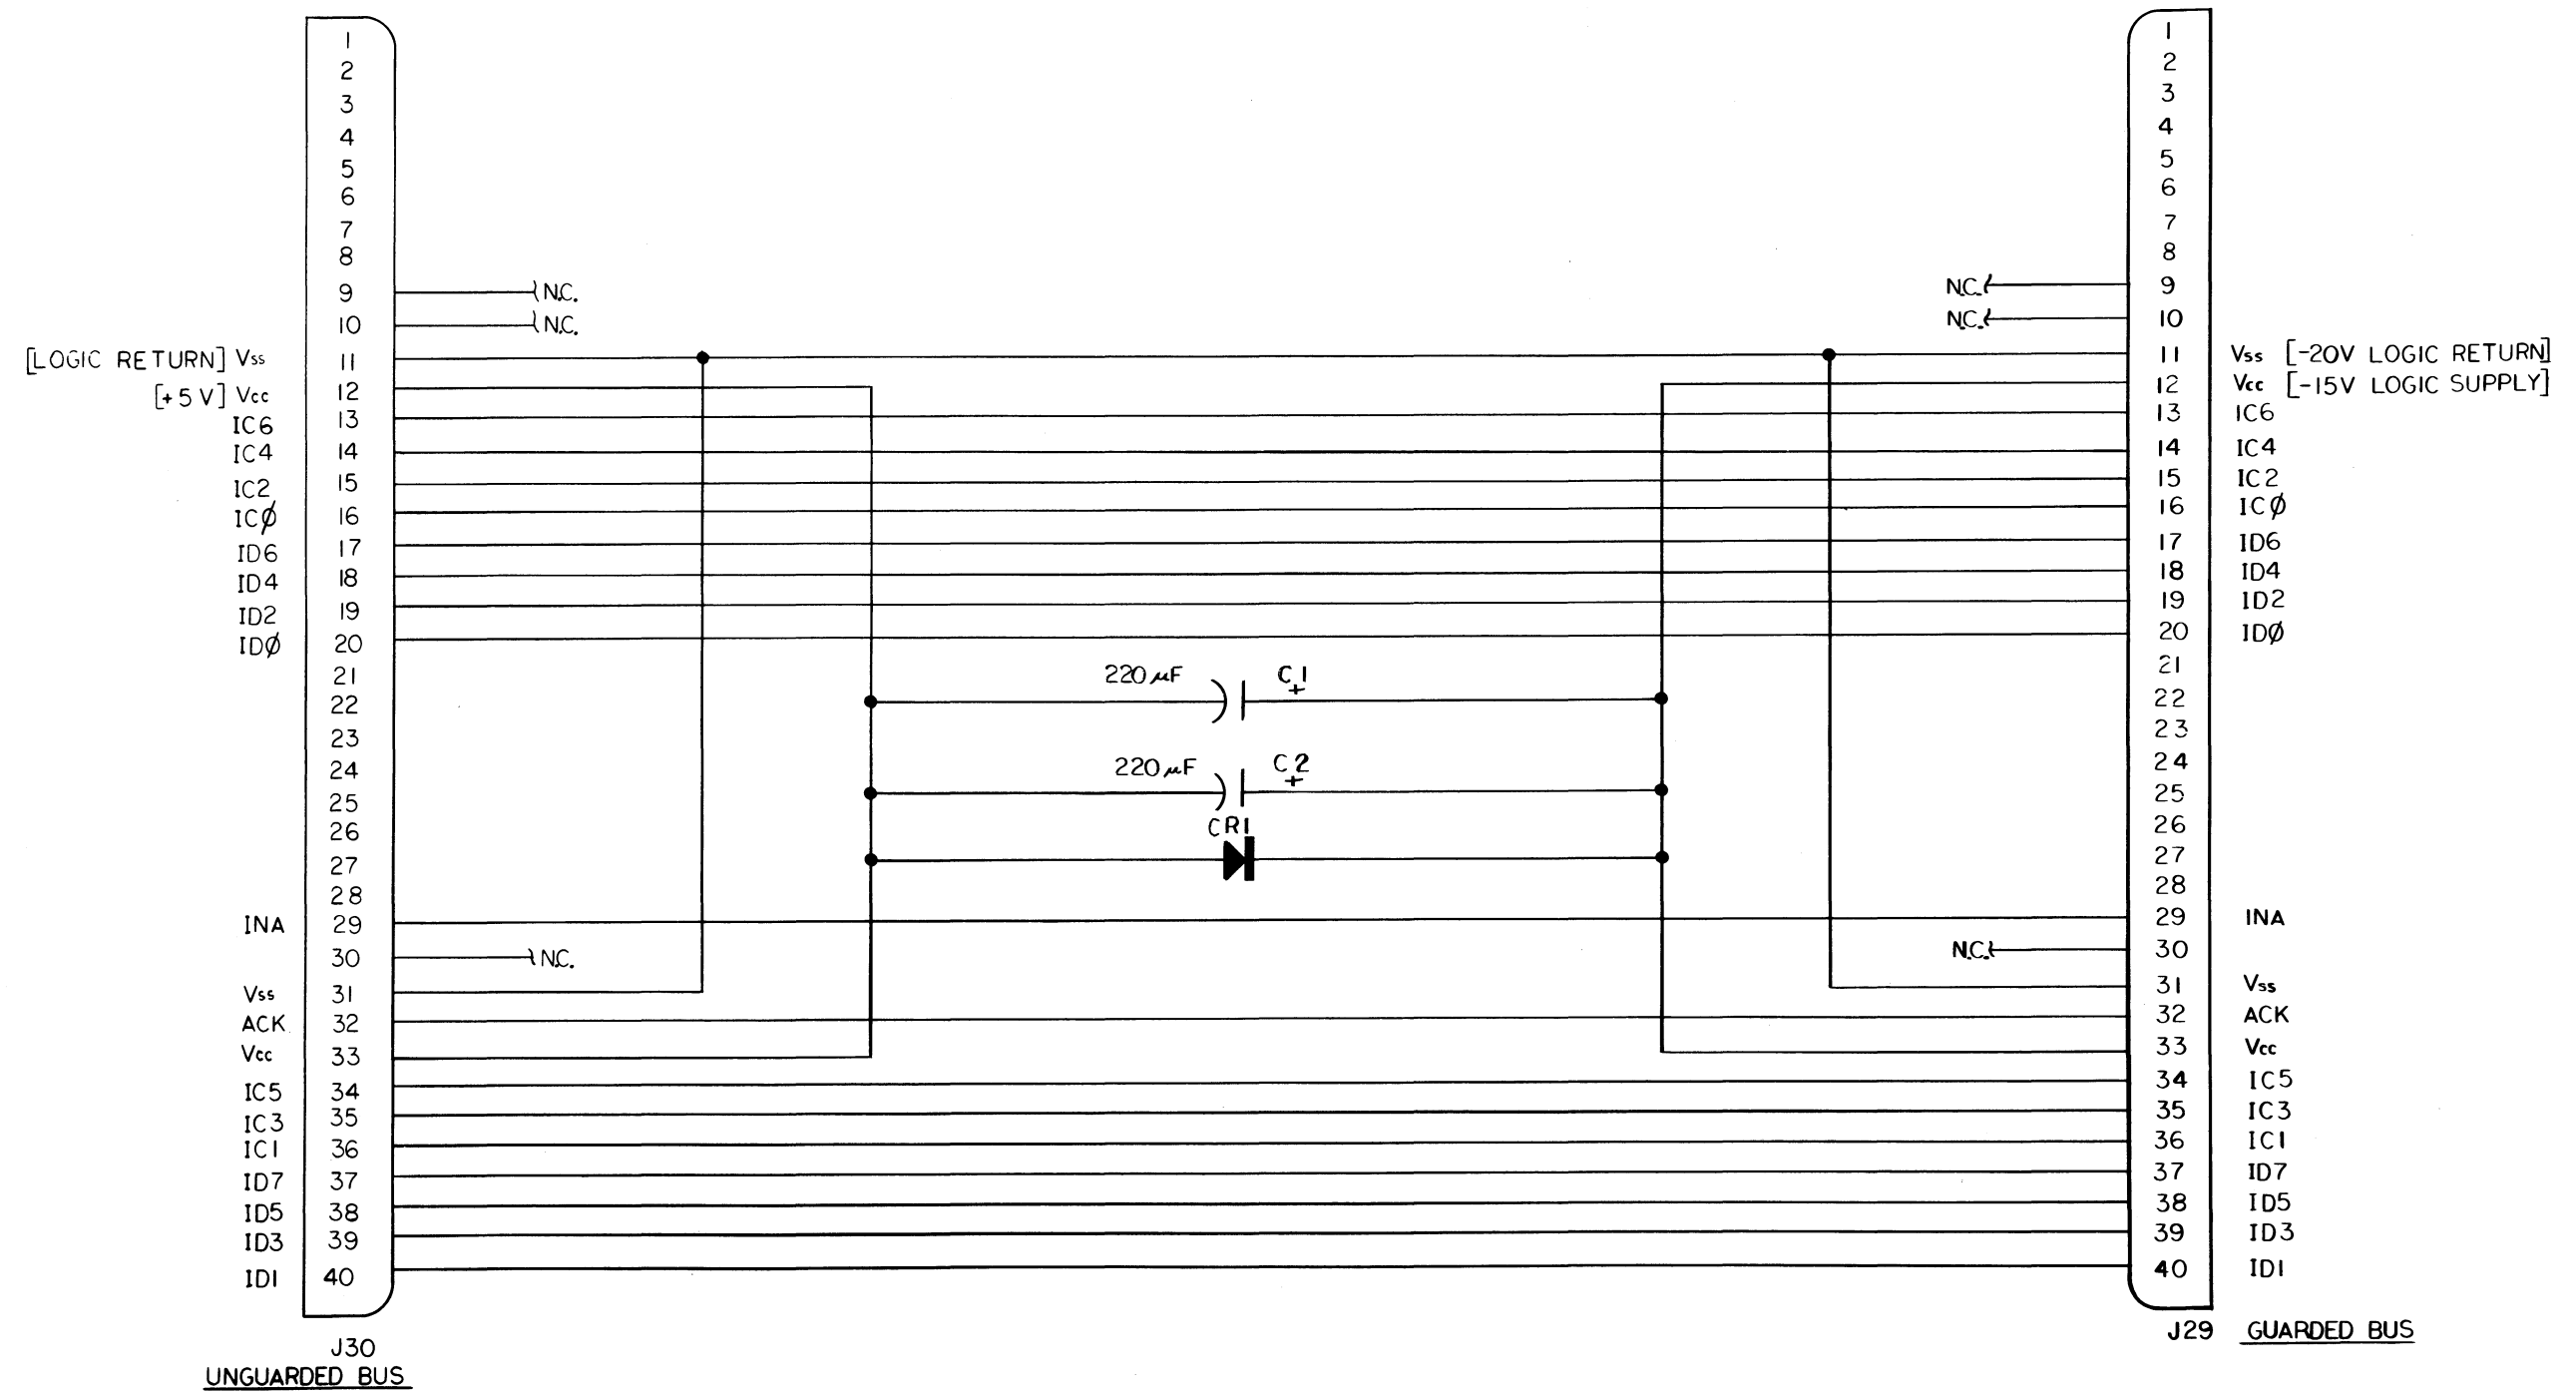 1
2
3
4
5
6
7
8
9 N.C.
10 N.C.
[LOGIC RETURN] Vss 11
[+5V] Vcc 12
IC6 13
IC4 14
IC2 15
ICØ 16
ID6 17
ID4 18
ID2 19
IDØ 20
21
22
23
24
25
26
27
28
INA 29
30 N.C.
Vss 31
ACK 32
Vcc 33
IC5 34
IC3 35
IC1 36
ID7 37
ID5 38
ID3 39
ID1 40
J30
UNGUARDED BUS
220 µF C1
+
220 µF C2
+
CR1
1
2
3
4
5
6
7
8
N.C. 9
N.C. 10
11 Vss [-20V LOGIC RETURN]
12 Vcc [-15V LOGIC SUPPLY]
13 IC6
14 IC4
15 IC2
16 ICØ
17 ID6
18 ID4
19 ID2
20 IDØ
21
22
23
24
25
26
27
28
29 INA
N.C. 30
31 Vss
32 ACK
33 Vcc
34 IC5
35 IC3
36 IC1
37 ID7
38 ID5
39 ID3
40 ID1
J29 GUARDED BUS